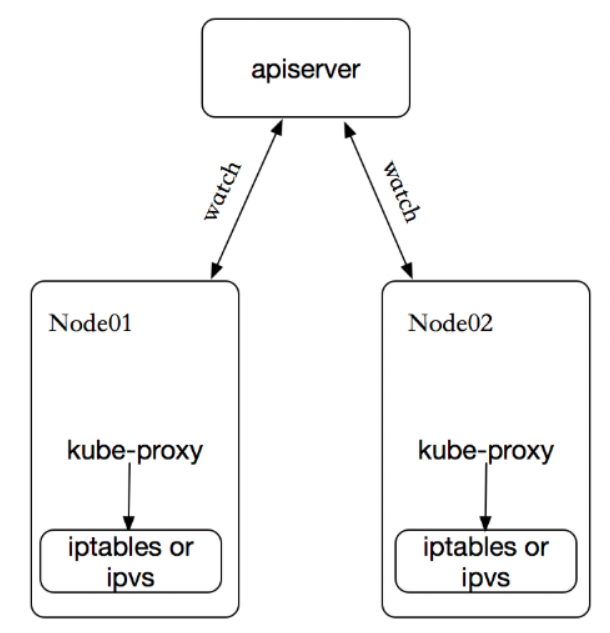 apiserver
watch
watch
Node01
Node02
kube-proxy
kube-proxy
iptables or
ipvs
iptables or
ipvs